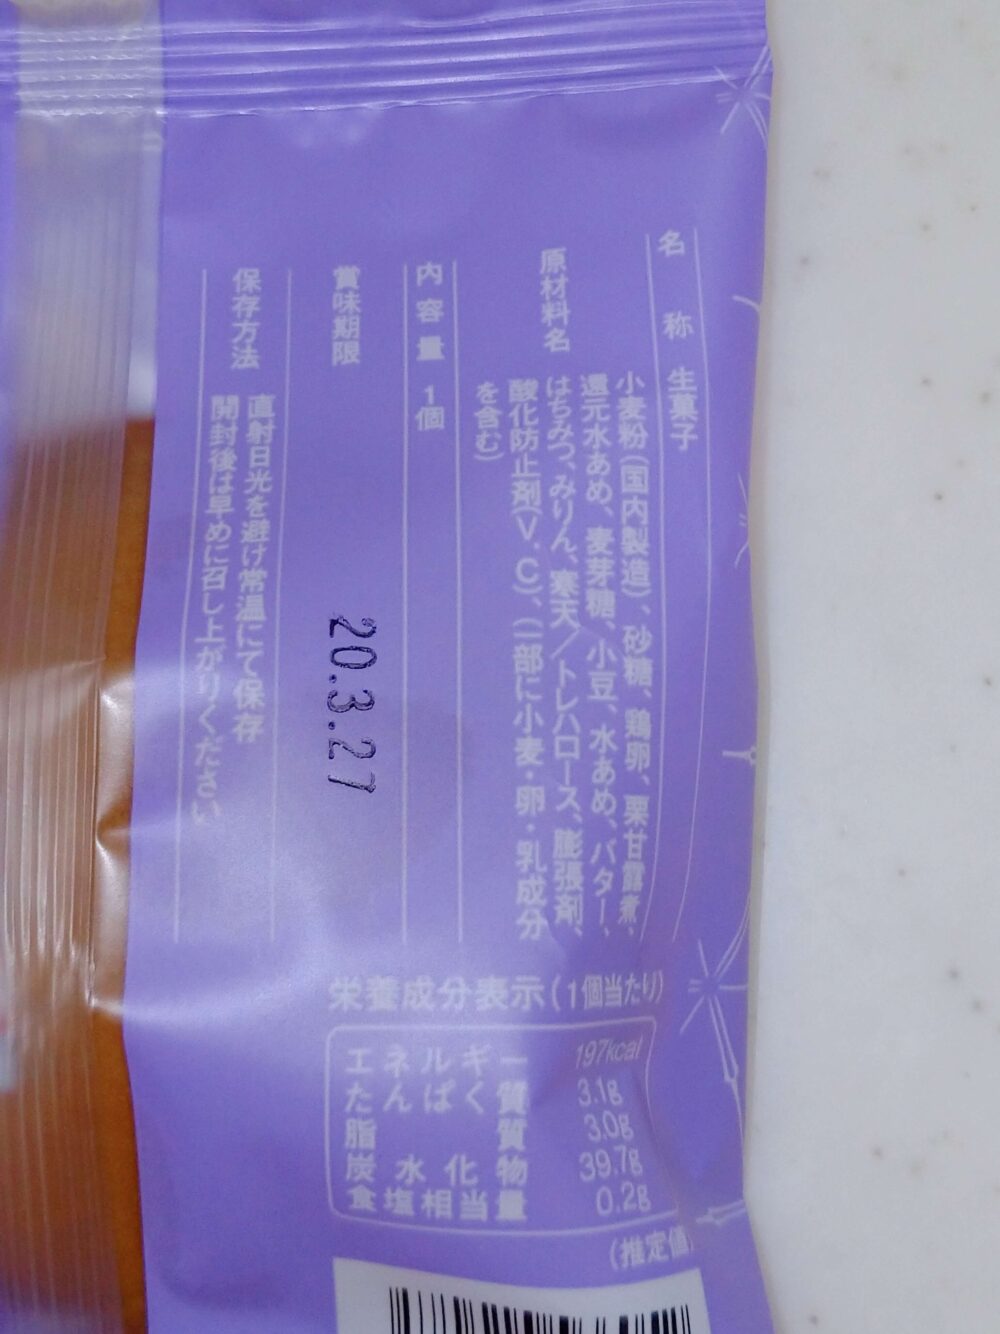 名称 生菓子
原材料名
小麦粉(国内製造)、砂糖、鶏卵、栗甘露煮、
還元水あめ、麦芽糖、小豆、水あめ、バター、
はちみつ、みりん、寒天／トレハロース、膨張剤、
酸化防止剤(V.C)、(一部に小麦・卵・乳成分
を含む)
内容量 1個
賞味期限 20.3.27
保存方法 直射日光を避け常温にて保存
開封後は早めに召し上がりください
栄養成分表示(1個当たり)
エネルギー 197kcal
たんぱく質 3.1g
脂質 3.0g
炭水化物 39.7g
食塩相当量 0.2g
(推定値)